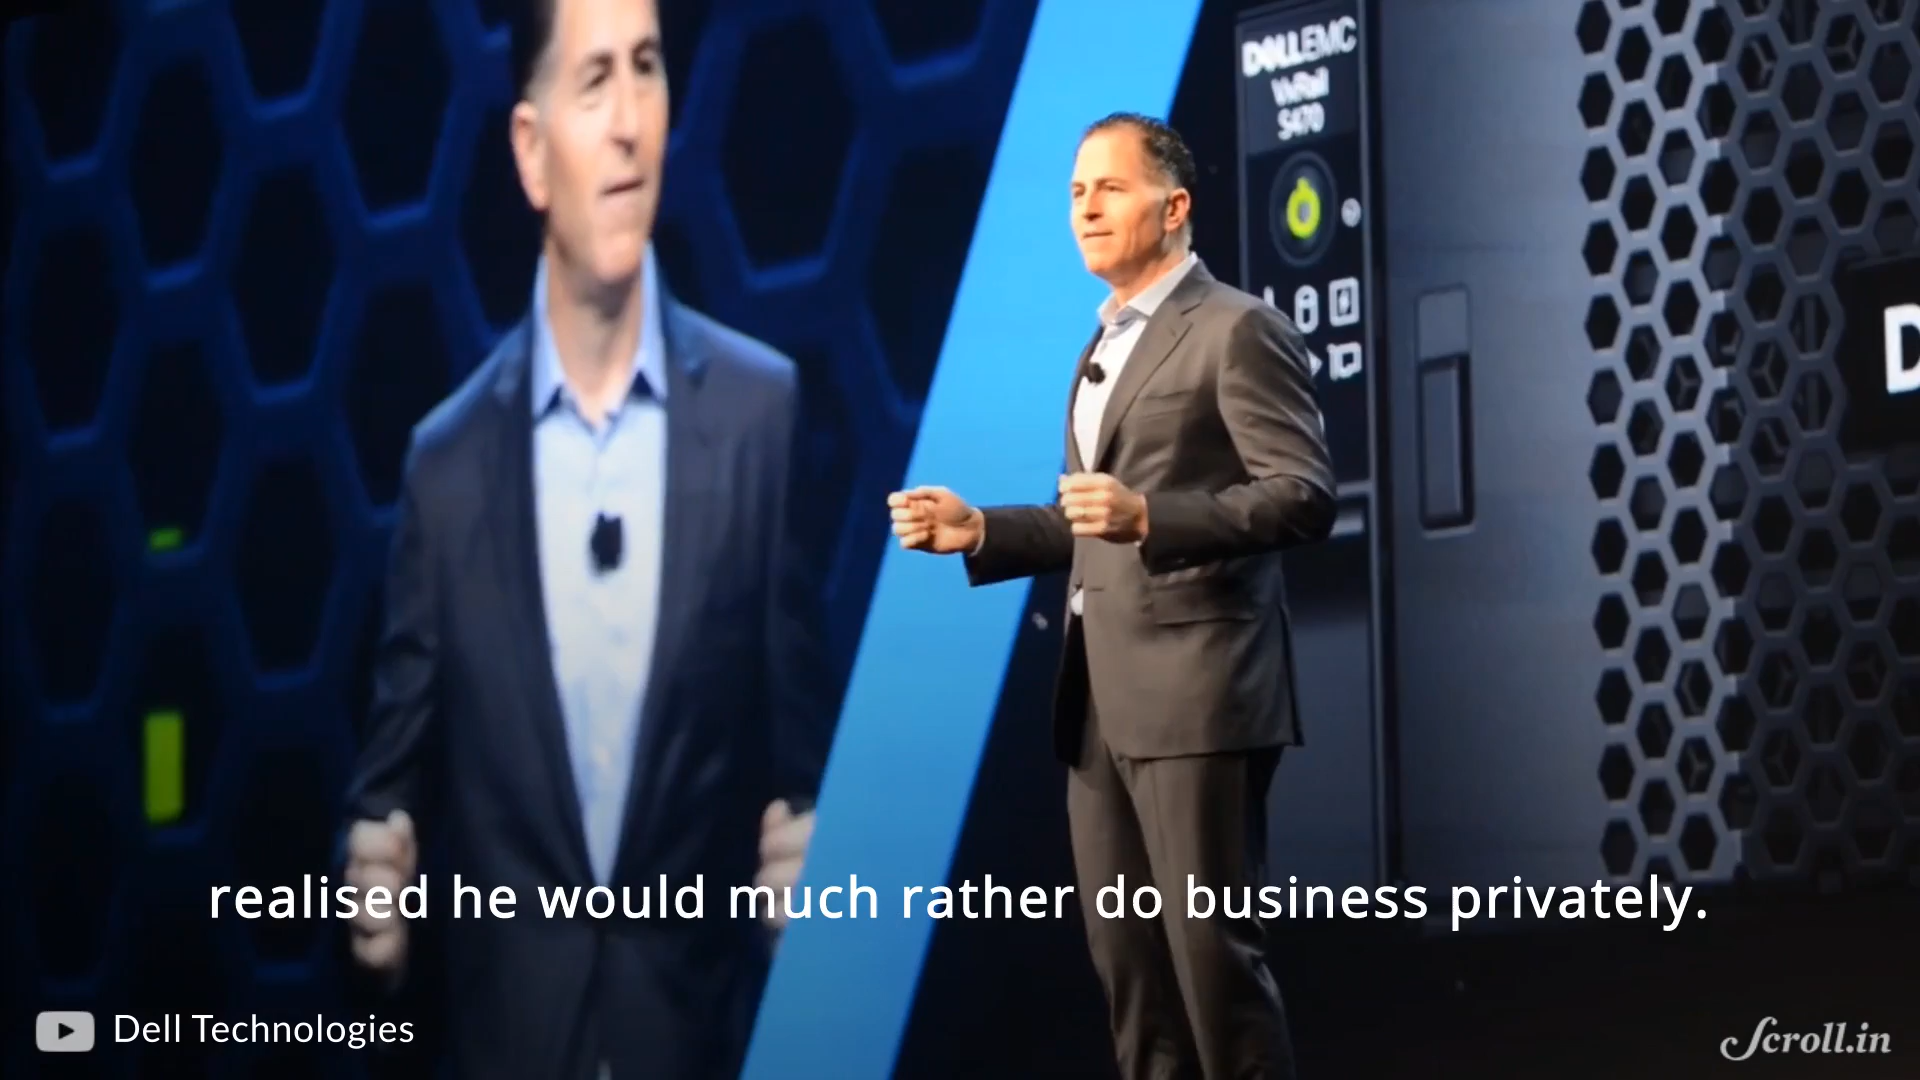 DELLEMC
VxRail
S470
D
realised he would much rather do business privately.
Dell Technologies
Scroll.in